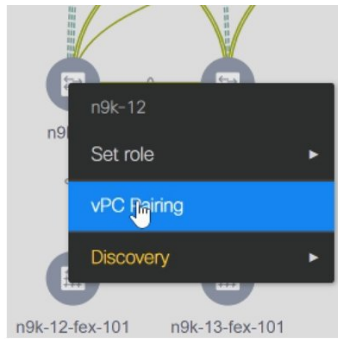 n9k-12
Set role
vPC Pairing
Discovery
n9k-12-fex-101
n9k-13-fex-101